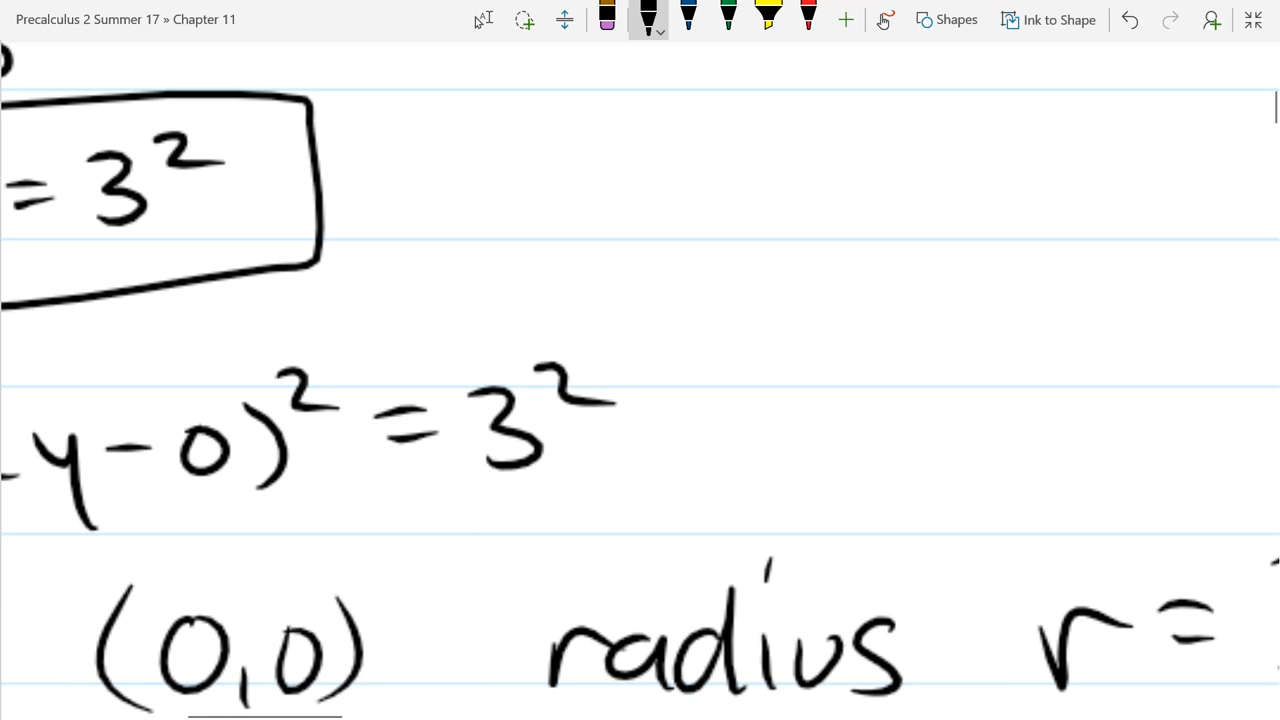 Precalculus 2 Summer 17 » Chapter 11
Shapes
Ink to Shape
= 3²
y - 0)² = 3²
(0,0) radius r =